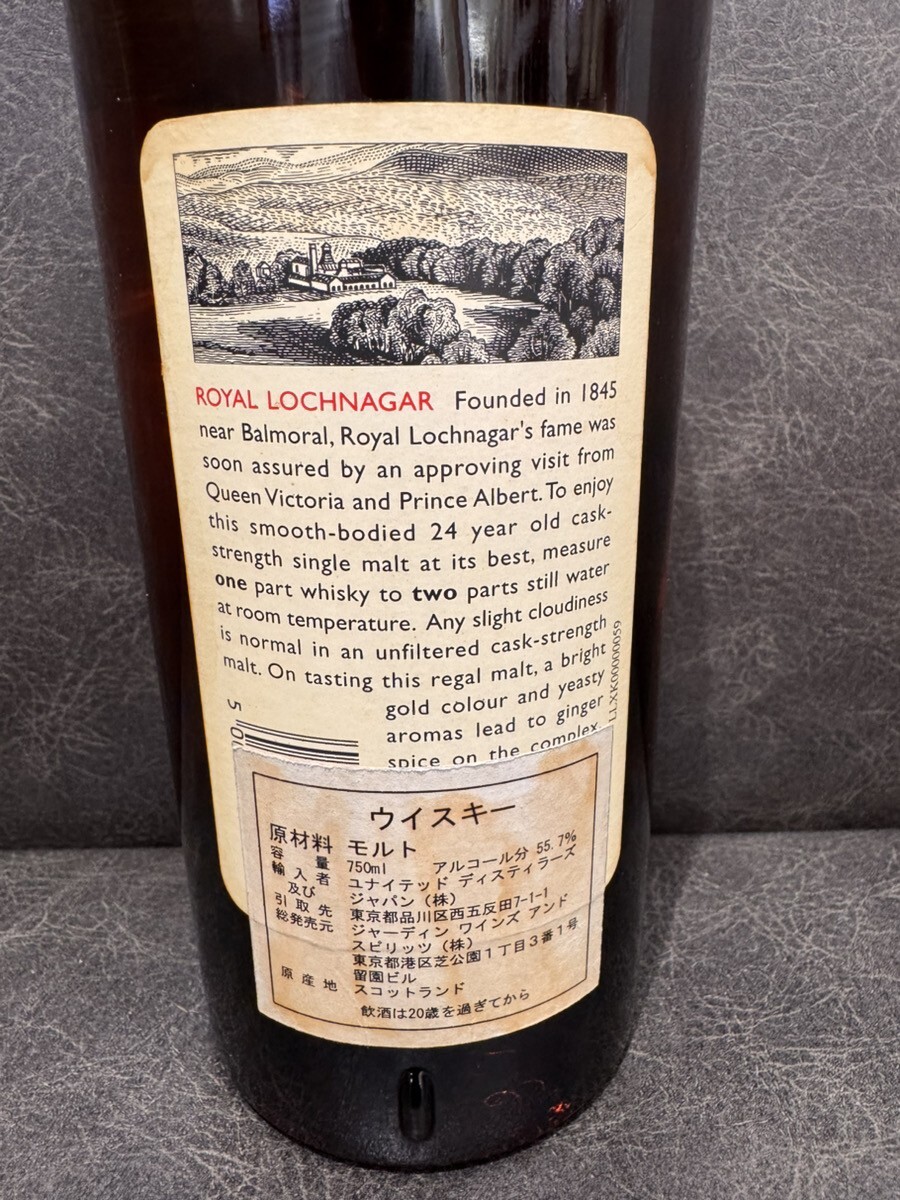 ROYAL LOCHNAGAR Founded in 1845
near Balmoral, Royal Lochnagar's fame was
soon assured by an approving visit from
Queen Victoria and Prince Albert. To enjoy
this smooth-bodied 24 year old cask-
strength single malt at its best, measure
one part whisky to two parts still water
at room temperature. Any slight cloudiness
is normal in an unfiltered cask-strength
malt. On tasting this regal malt, a bright
gold colour and yeasty
aromas lead to ginger
spice on the complex,
LLXK00000059
5 0
ウイスキー
原材料 モルト
容量 750ml アルコール分 55.7%
輸入者 ユナイテッド ディスティラーズ
及び ジャパン(株)
引取先 東京都品川区西五反田7-1-1
総発売元 ジャーディン ワインズ アンド
スピリッツ(株)
東京都港区芝公園1丁目3番1号
留園ビル
原産地 スコットランド
飲酒は20歳を過ぎてから